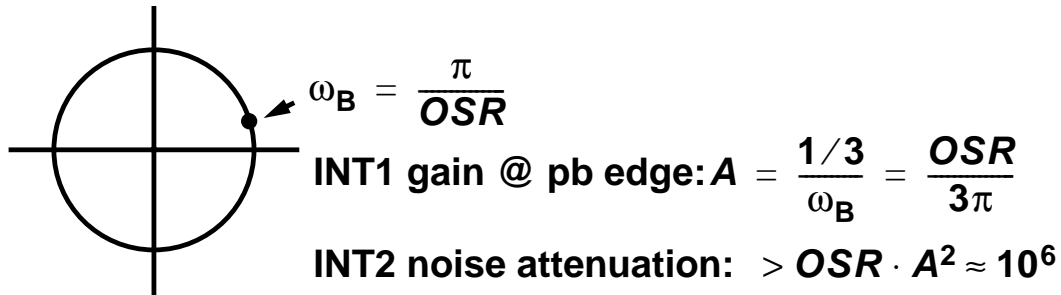 ω_B = π / OSR
INT1 gain @ pb edge: A = 1/3 / ω_B = OSR / 3π
INT2 noise attenuation: > OSR · A² ≈ 10⁶